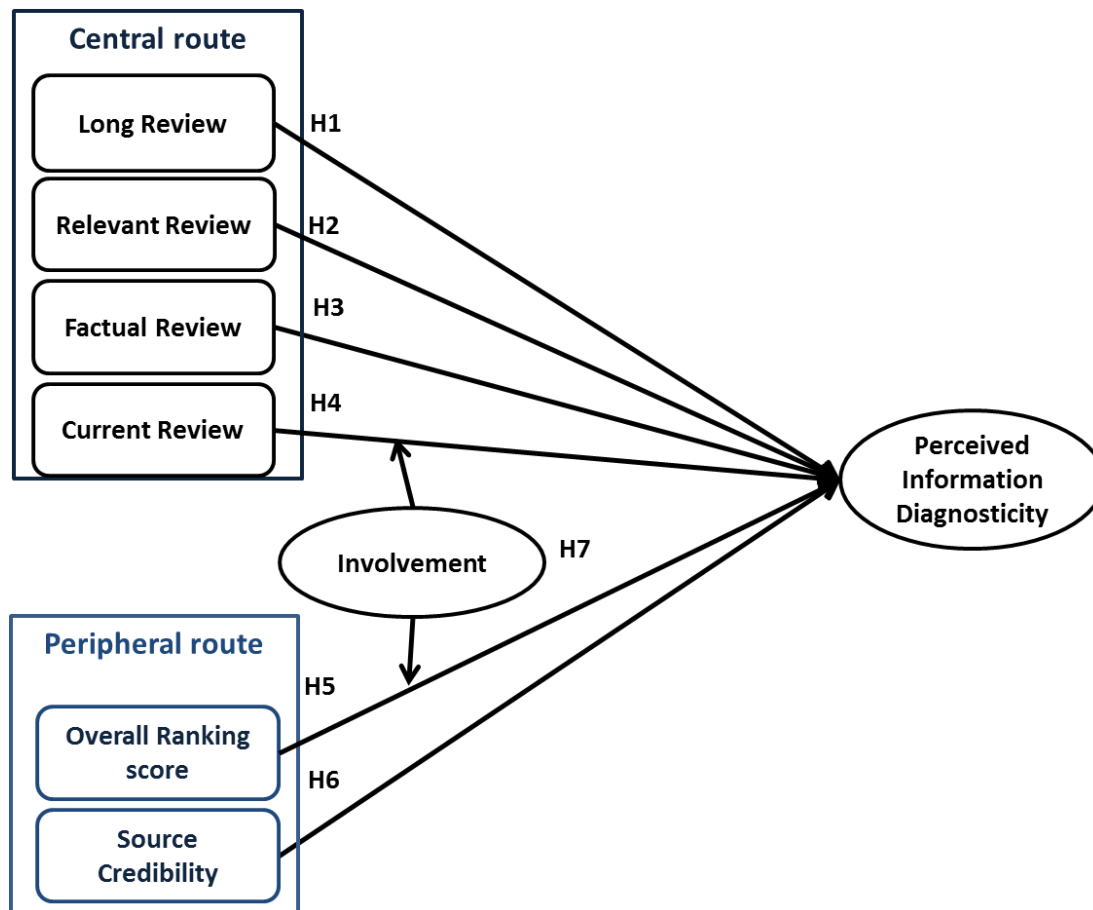 Central route
Long Review
H1
Relevant Review
H2
Factual Review
H3
Current Review
H4
Perceived
Information
Diagnosticity
Involvement
H7
Peripheral route
H5
Overall Ranking
score
H6
Source
Credibility